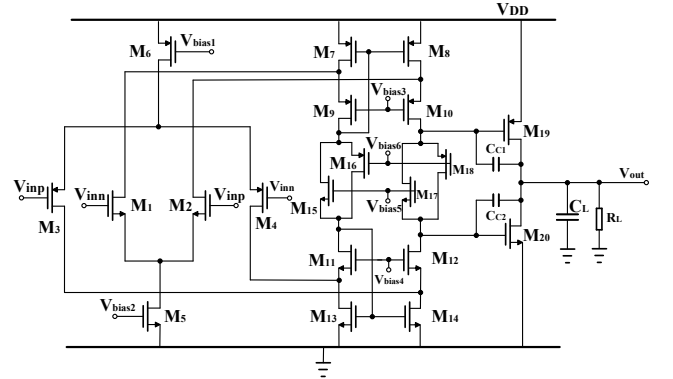 VDD
M6
Vbias1
M7
M8
Vbias3
M9
M10
M19
Vbias6
CC1
M16
M18
Vinp
Vinn
M1
M2
Vinp
Vinn
M15
M17
Vout
M3
M4
Vbias5
CC2
CL
RL
M20
M11
M12
Vbias4
Vbias2
M5
M13
M14